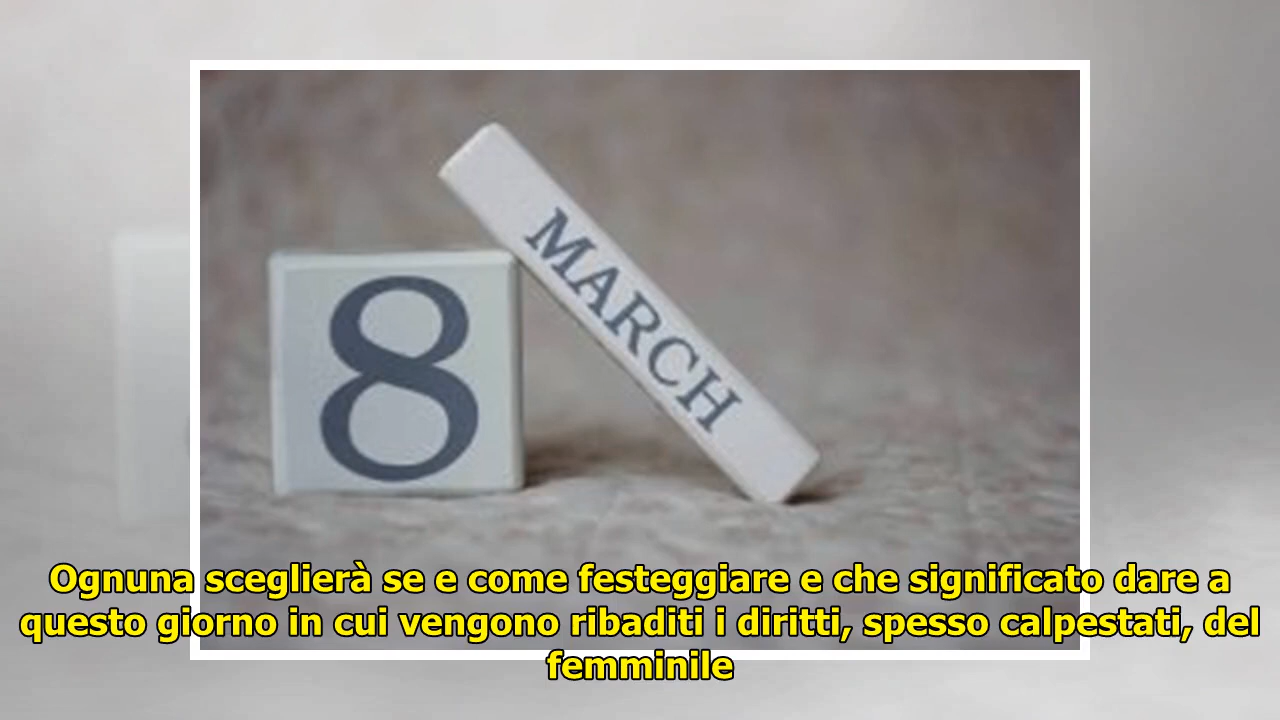 8
MARCH
Ognuna sceglierà se e come festeggiare e che significato dare a
questo giorno in cui vengono ribaditi i diritti, spesso calpestati, del
femminile